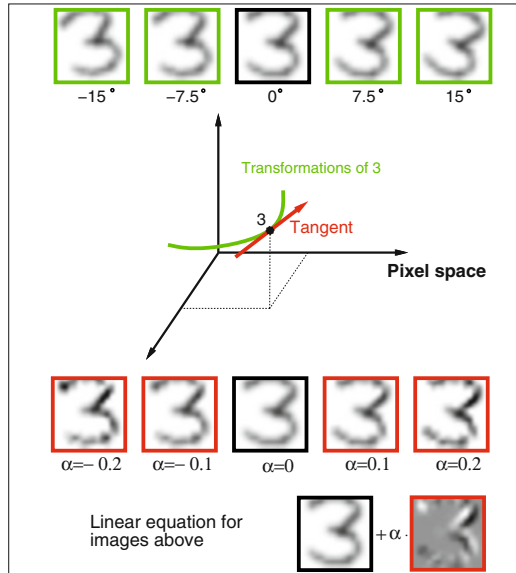 −15° −7.5° 0° 7.5° 15°
Transformations of 3
3
Tangent
Pixel space
α=− 0.2 α=− 0.1 α=0 α=0.1 α=0.2
Linear equation for
images above
+ α ·